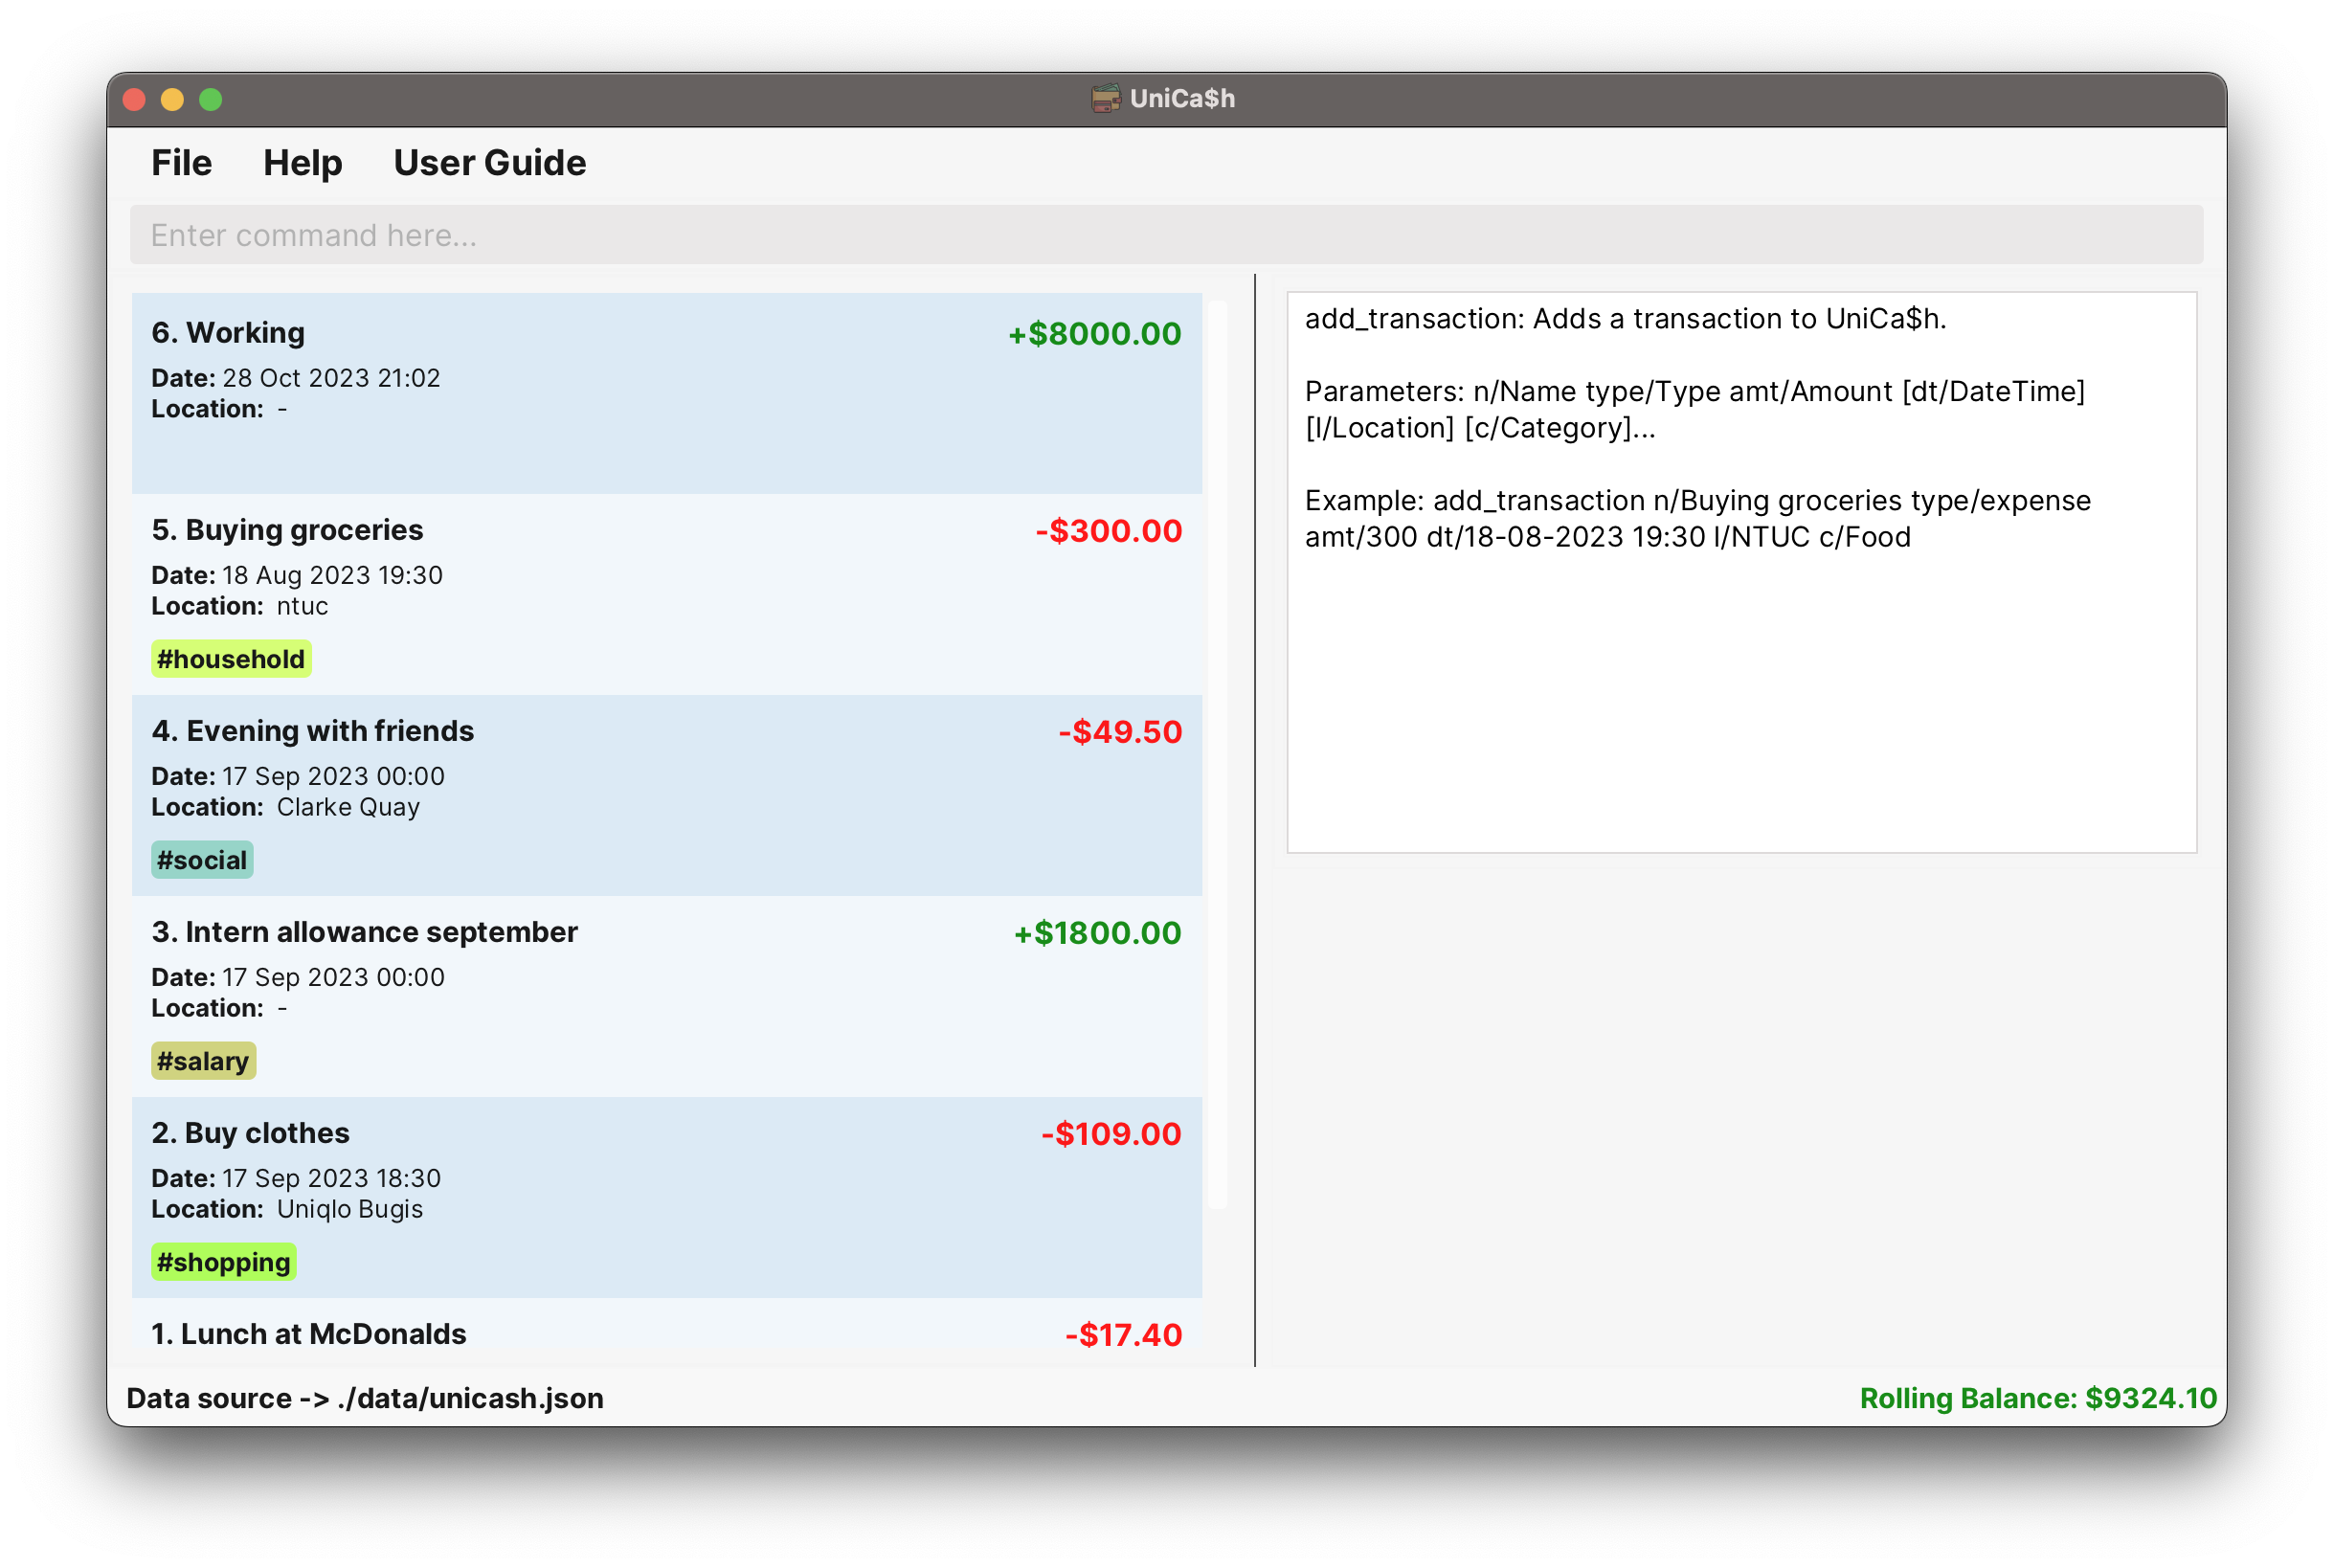 UniCa$h
File Help User Guide
Enter command here...
6. Working +$8000.00
Date: 28 Oct 2023 21:02
Location: -
5. Buying groceries -$300.00
Date: 18 Aug 2023 19:30
Location: ntuc
#household
4. Evening with friends -$49.50
Date: 17 Sep 2023 00:00
Location: Clarke Quay
#social
3. Intern allowance september +$1800.00
Date: 17 Sep 2023 00:00
Location: -
#salary
2. Buy clothes -$109.00
Date: 17 Sep 2023 18:30
Location: Uniqlo Bugis
#shopping
1. Lunch at McDonalds -$17.40
add_transaction: Adds a transaction to UniCa$h.
Parameters: n/Name type/Type amt/Amount [dt/DateTime]
[l/Location] [c/Category]...
Example: add_transaction n/Buying groceries type/expense
amt/300 dt/18-08-2023 19:30 l/NTUC c/Food
Data source -> ./data/unicash.json
Rolling Balance: $9324.10